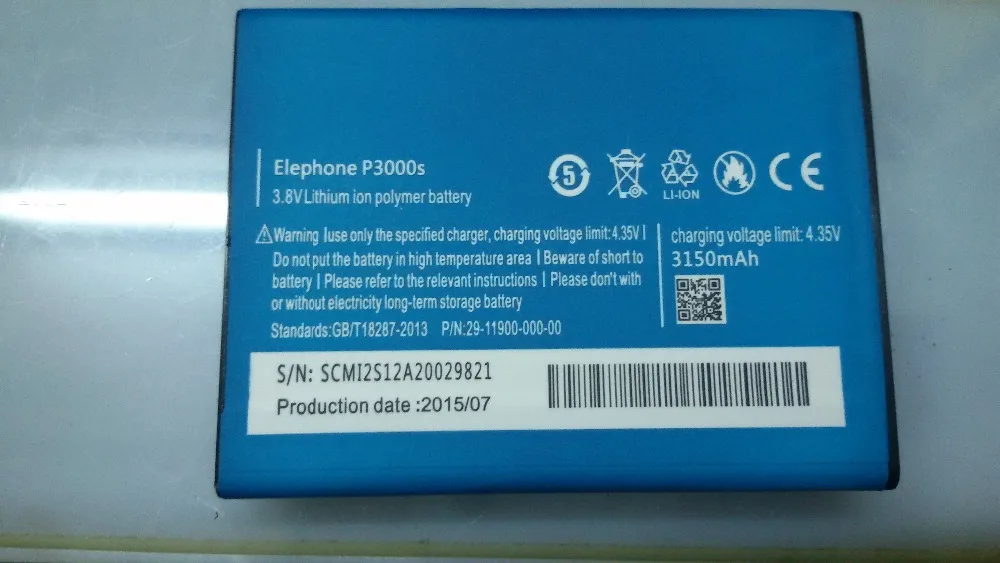 Elephone P3000s
3.8V Lithium ion polymer battery
5
LI-ION
CE
Warning |use only the specified charger, charging voltage limit:4.35V |
Do not put the battery in high temperature area | Beware of short to
battery | Please refer to the relevant instructions | Please don't with
or without electricity long-term storage battery
Standards:GB/T18287-2013 P/N:29-11900-000-00
charging voltage limit: 4.35V
3150mAh
S/N: SCMI2S12A20029821
Production date :2015/07